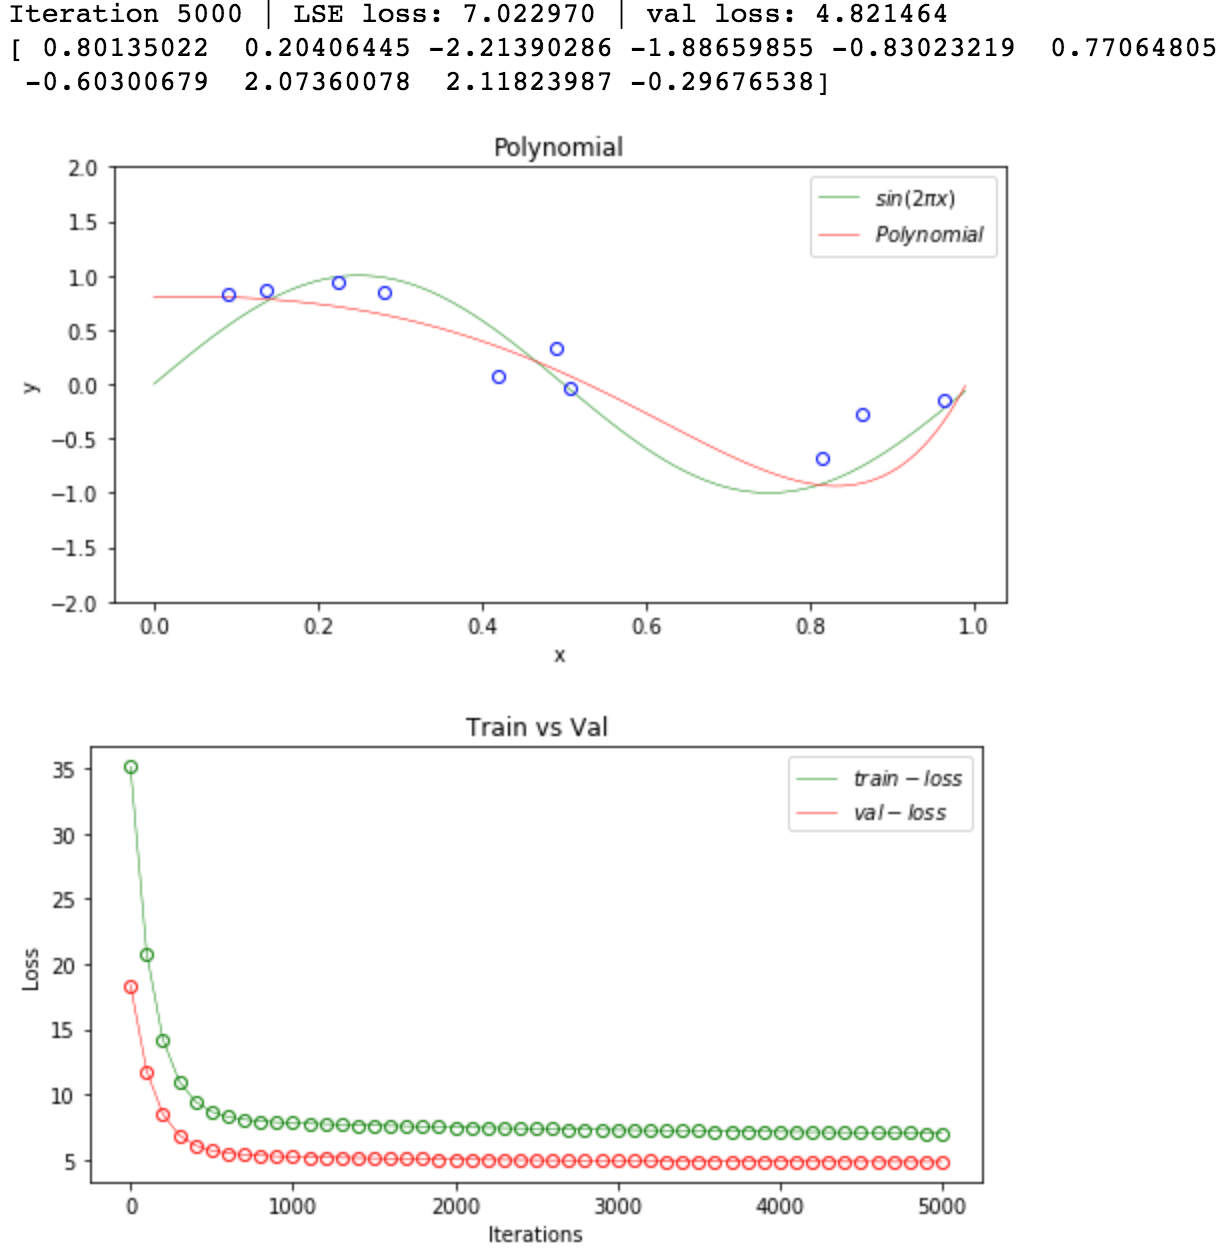 Iteration 5000 | LSE loss: 7.022970 | val loss: 4.821464
[ 0.80135022  0.20406445 -2.21390286 -1.88659855 -0.83023219  0.77064805
 -0.60300679  2.07360078  2.11823987 -0.29676538]
Polynomial
2.0
1.5
1.0
0.5
0.0
−0.5
−1.0
−1.5
−2.0
y
sin(2πx)
Polynomial
0.0 0.2 0.4 0.6 0.8 1.0
x
Train vs Val
35
30
25
20
15
10
5
Loss
train − loss
val − loss
0 1000 2000 3000 4000 5000
Iterations